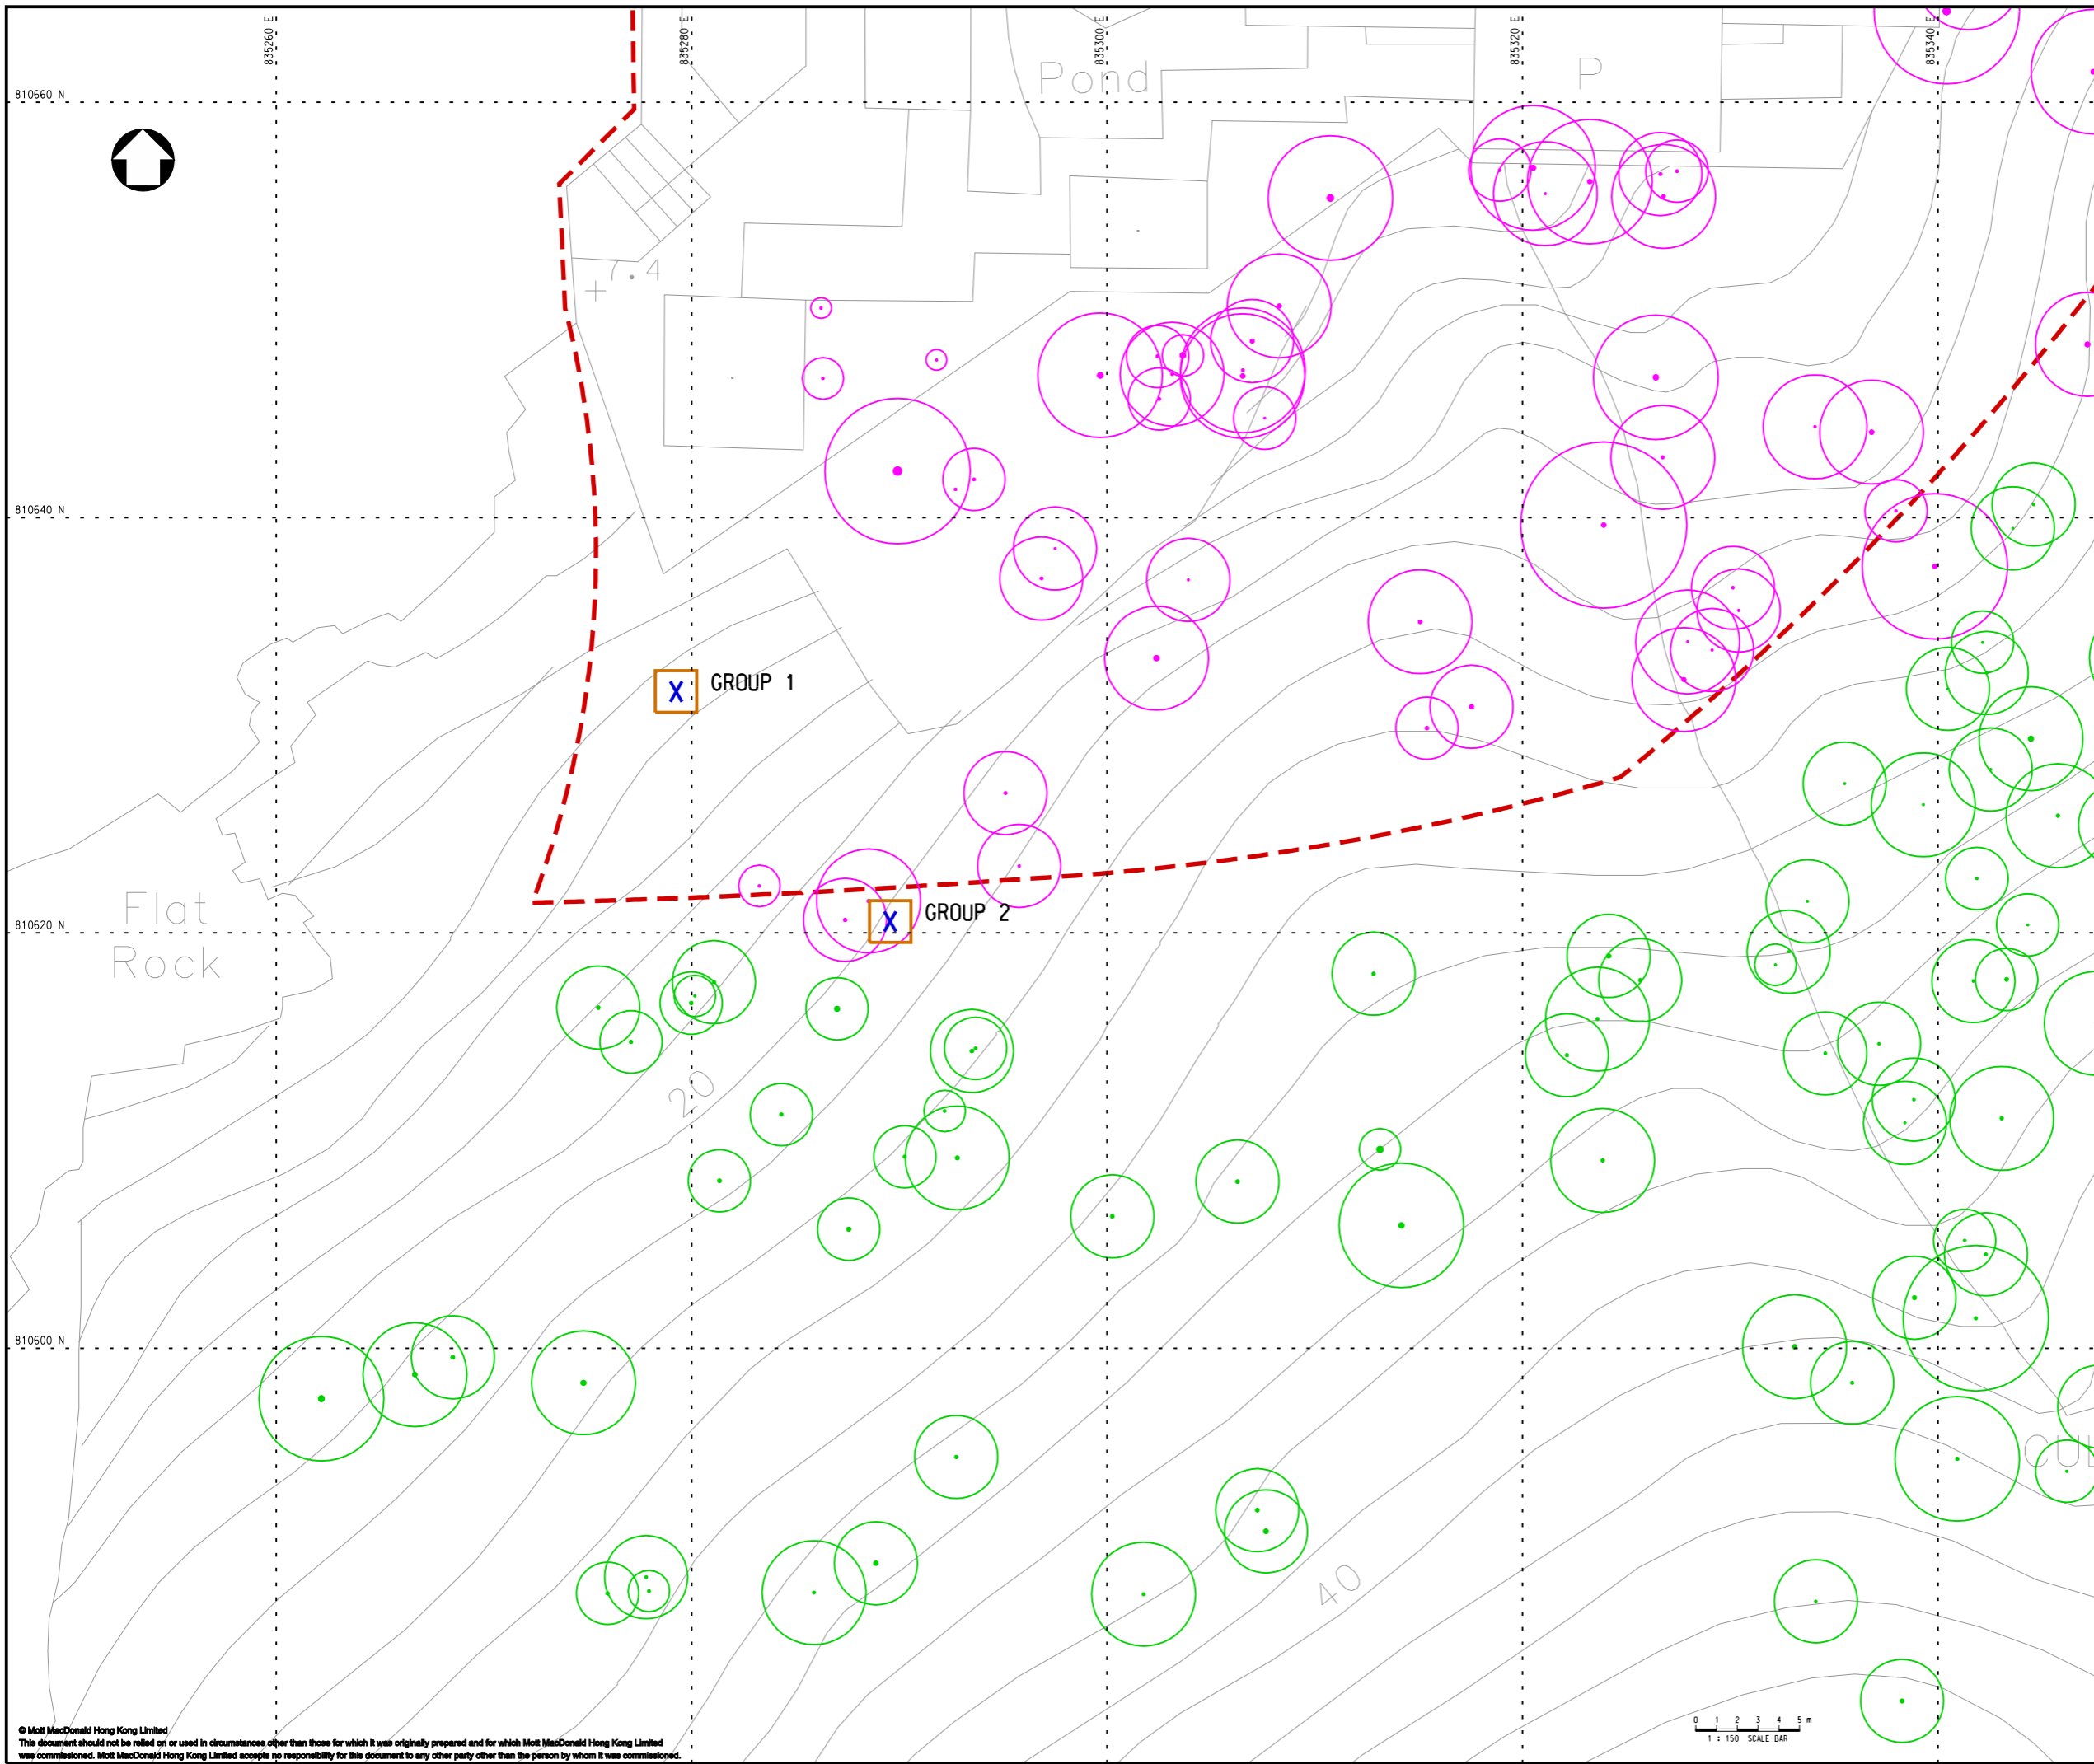 835260 E
835280 E
835300 E
835320 E
835340 E
810660 N
Pond
P
7.4
810640 N
GROUP 1
GROUP 2
Flat
Rock
810620 N
20
810600 N
CU
40
0 1 2 3 4 5 m
1 : 150 SCALE BAR
© Mott MacDonald Hong Kong Limited
This document should not be relied on or used in circumstances other than those for which it was originally prepared and for which Mott MacDonald Hong Kong Limited
was commissioned. Mott MacDonald Hong Kong Limited accepts no responsibility for this document to any other party other than the person by whom it was commissioned.